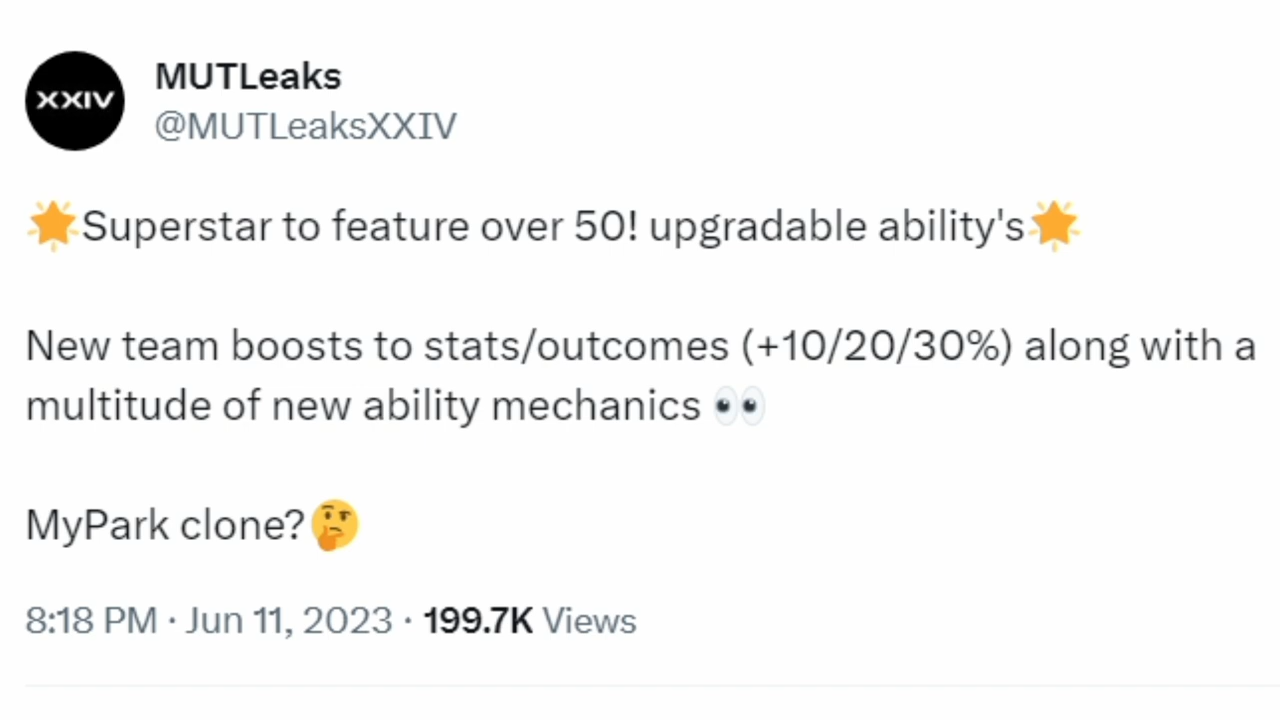 XXIV
MUTLeaks
@MUTLeaksXXIV
🌟Superstar to feature over 50! upgradable ability's🌟
New team boosts to stats/outcomes (+10/20/30%) along with a
multitude of new ability mechanics 👀
MyPark clone?🤔
8:18 PM · Jun 11, 2023 · 199.7K Views